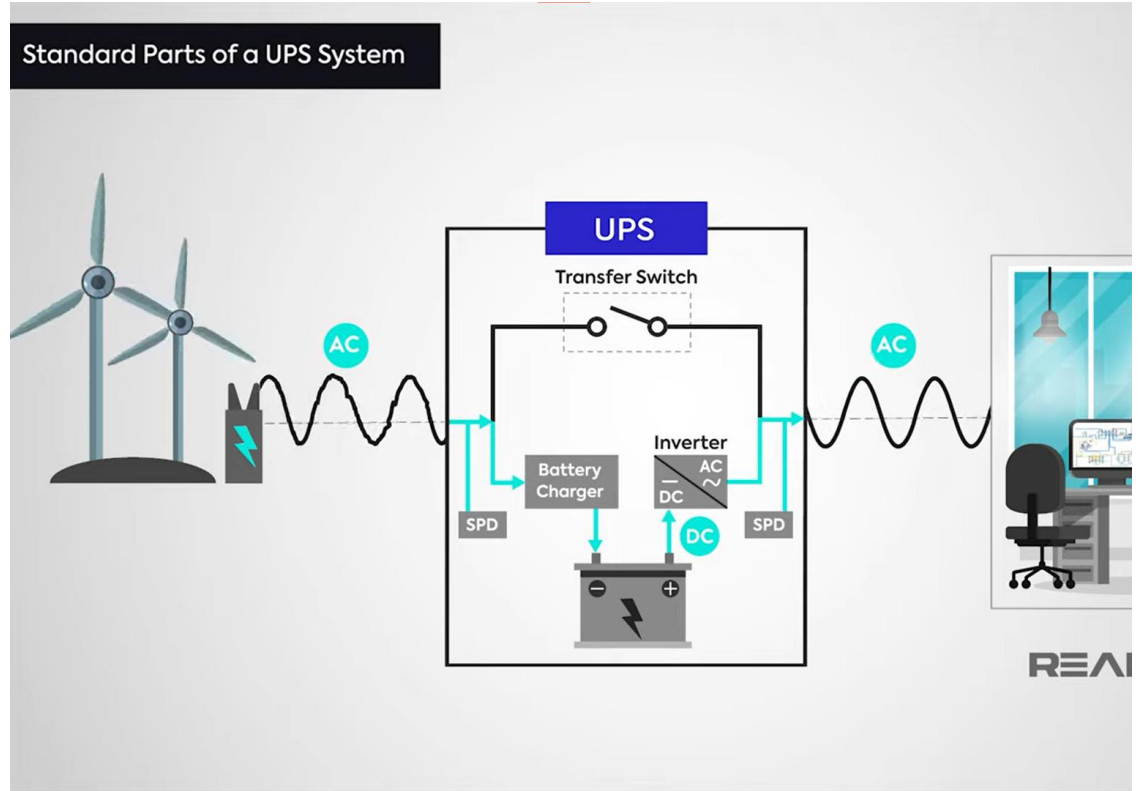 Standard Parts of a UPS System
UPS
Transfer Switch
AC
AC
Inverter
Battery
Charger
AC
DC
SPD
DC
SPD